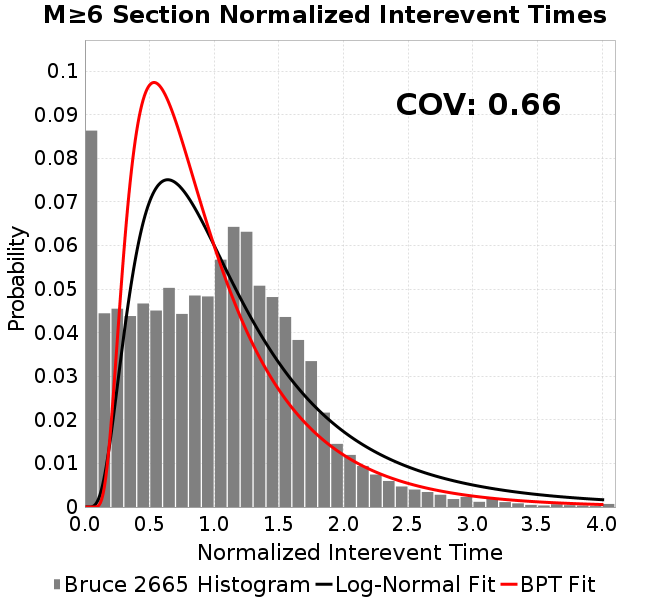 M≥6 Section Normalized Interevent Times
COV: 0.66
Probability
0.1
0.09
0.08
0.07
0.06
0.05
0.04
0.03
0.02
0.01
0
0.0 0.5 1.0 1.5 2.0 2.5 3.0 3.5 4.0
Normalized Interevent Time
Bruce 2665 Histogram Log-Normal Fit BPT Fit